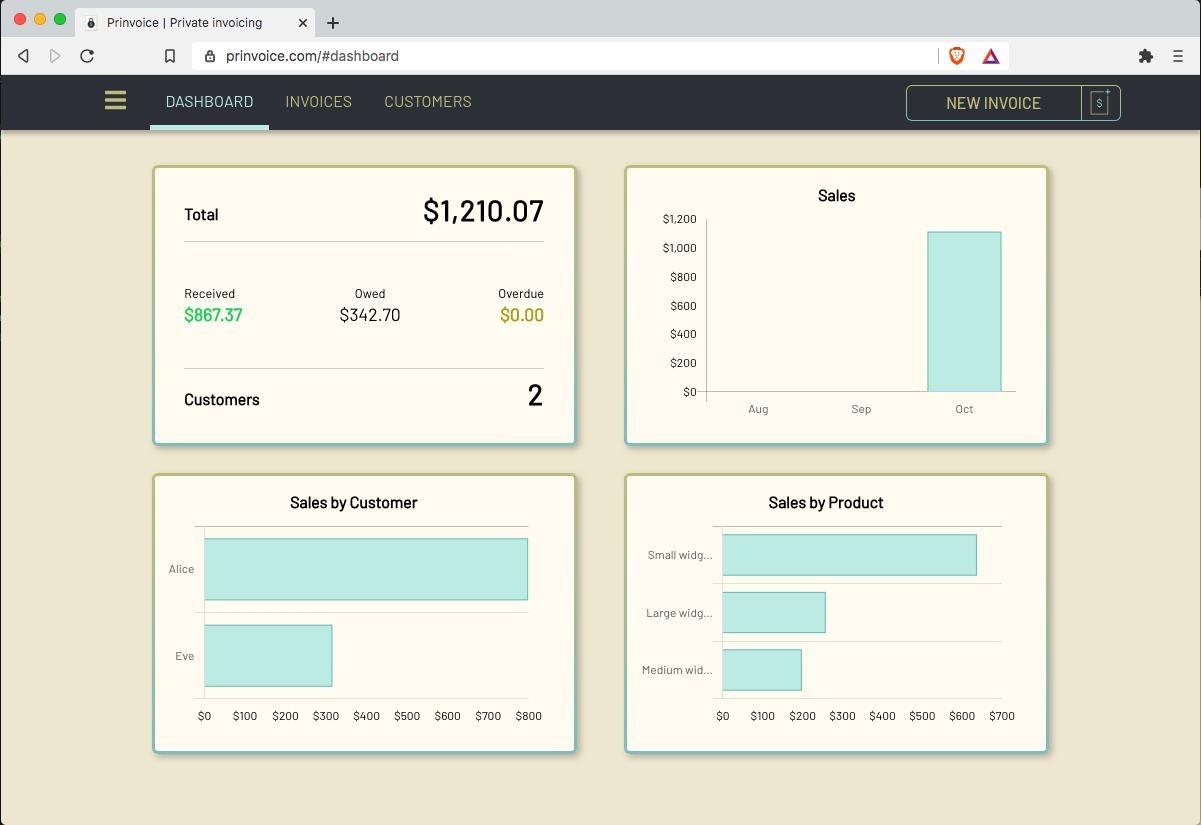 Prinvoice | Private invoicing
prinvoice.com/#dashboard
DASHBOARD INVOICES CUSTOMERS NEW INVOICE $
Total $1,210.07
Received Owed Overdue
$867.37 $342.70 $0.00
Customers 2
Sales
$1,200
$1,000
$800
$600
$400
$200
$0
Aug Sep Oct
Sales by Customer
Alice
Eve
$0 $100 $200 $300 $400 $500 $600 $700 $800
Sales by Product
Small widg...
Large widg...
Medium wid...
$0 $100 $200 $300 $400 $500 $600 $700